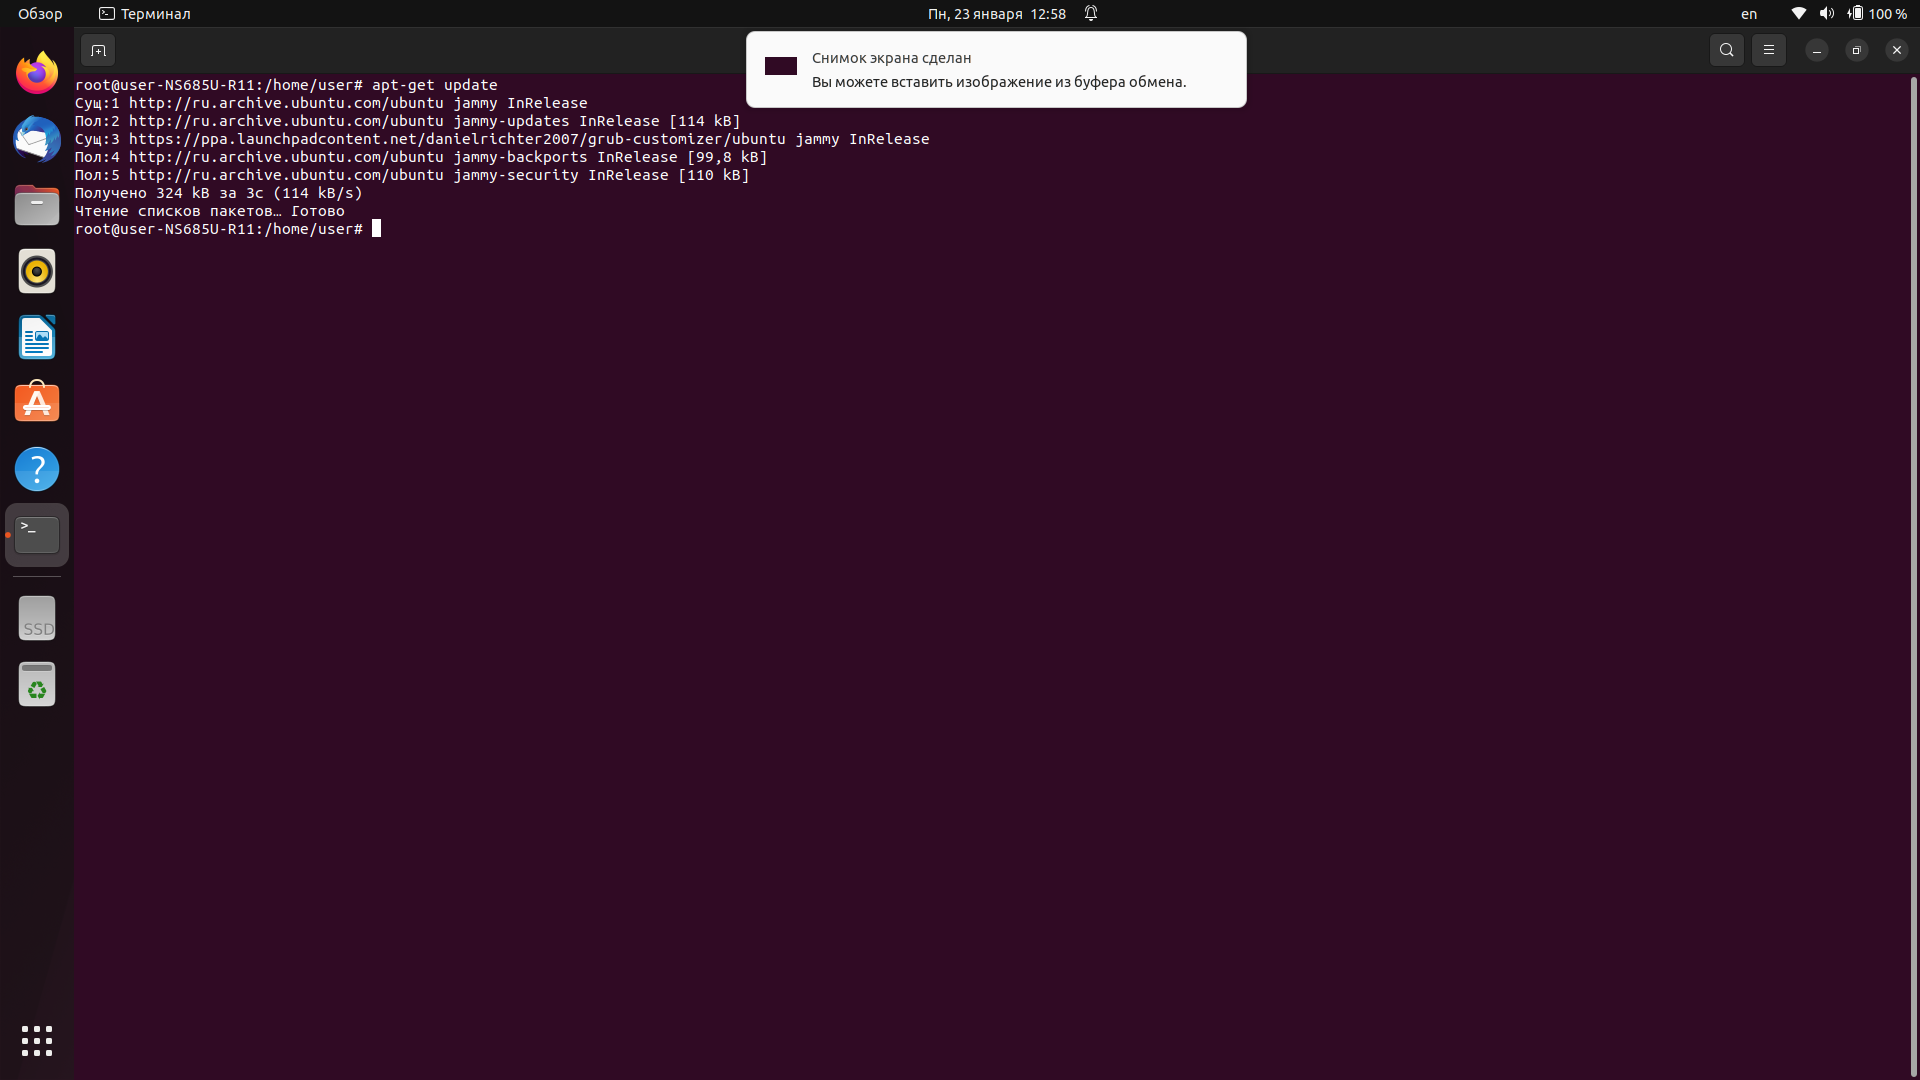 Обзор
Терминал
Пн, 23 января 12:58
en
100 %
Снимок экрана сделан
Вы можете вставить изображение из буфера обмена.
root@user-NS685U-R11:/home/user# apt-get update
Сущ:1 http://ru.archive.ubuntu.com/ubuntu jammy InRelease
Пол:2 http://ru.archive.ubuntu.com/ubuntu jammy-updates InRelease [114 kB]
Сущ:3 https://ppa.launchpadcontent.net/danielrichter2007/grub-customizer/ubuntu jammy InRelease
Пол:4 http://ru.archive.ubuntu.com/ubuntu jammy-backports InRelease [99,8 kB]
Пол:5 http://ru.archive.ubuntu.com/ubuntu jammy-security InRelease [110 kB]
Получено 324 kB за 3с (114 kB/s)
Чтение списков пакетов… Готово
root@user-NS685U-R11:/home/user#
SSD